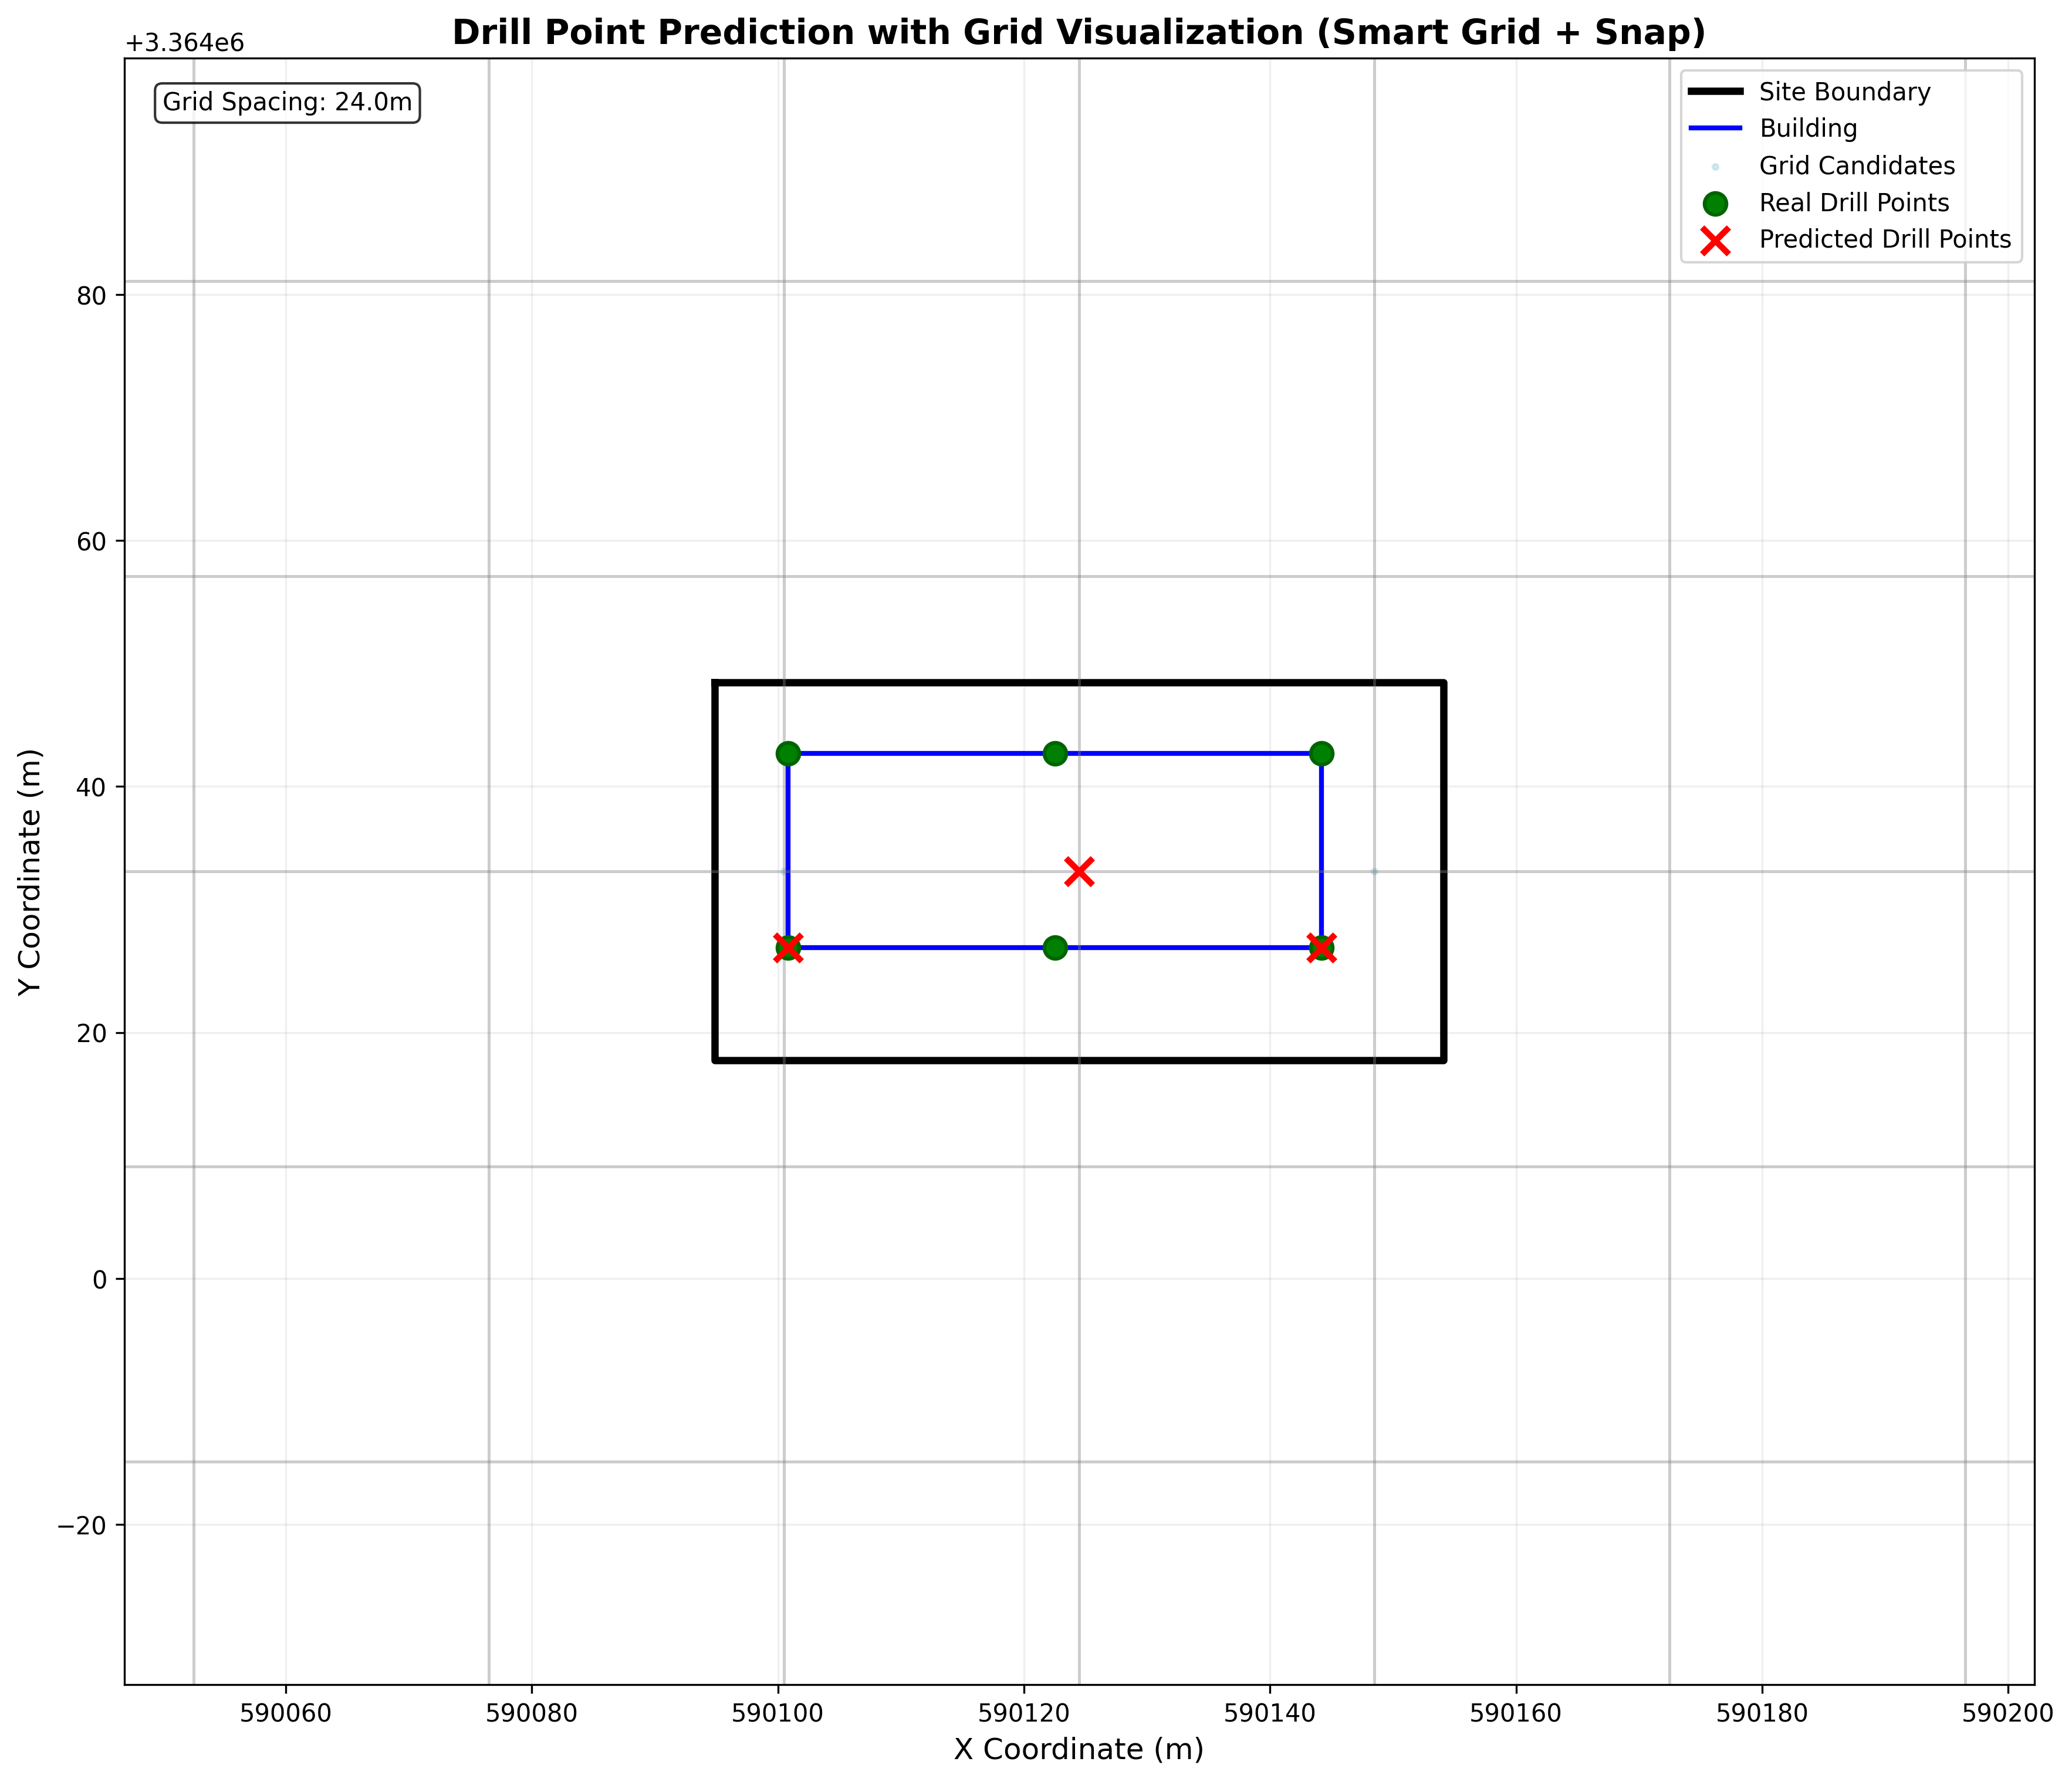 Drill Point Prediction with Grid Visualization (Smart Grid + Snap)
+3.364e6
Grid Spacing: 24.0m
Site Boundary
Building
Grid Candidates
Real Drill Points
Predicted Drill Points
80
60
40
20
0
−20
Y Coordinate (m)
590060
590080
590100
590120
590140
590160
590180
590200
X Coordinate (m)